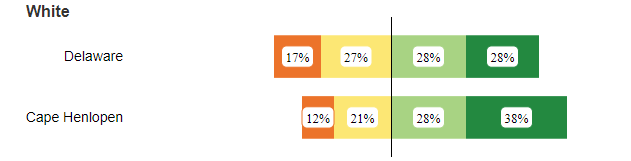 White
Delaware 17% 27% 28% 28%
Cape Henlopen 12% 21% 28% 38%